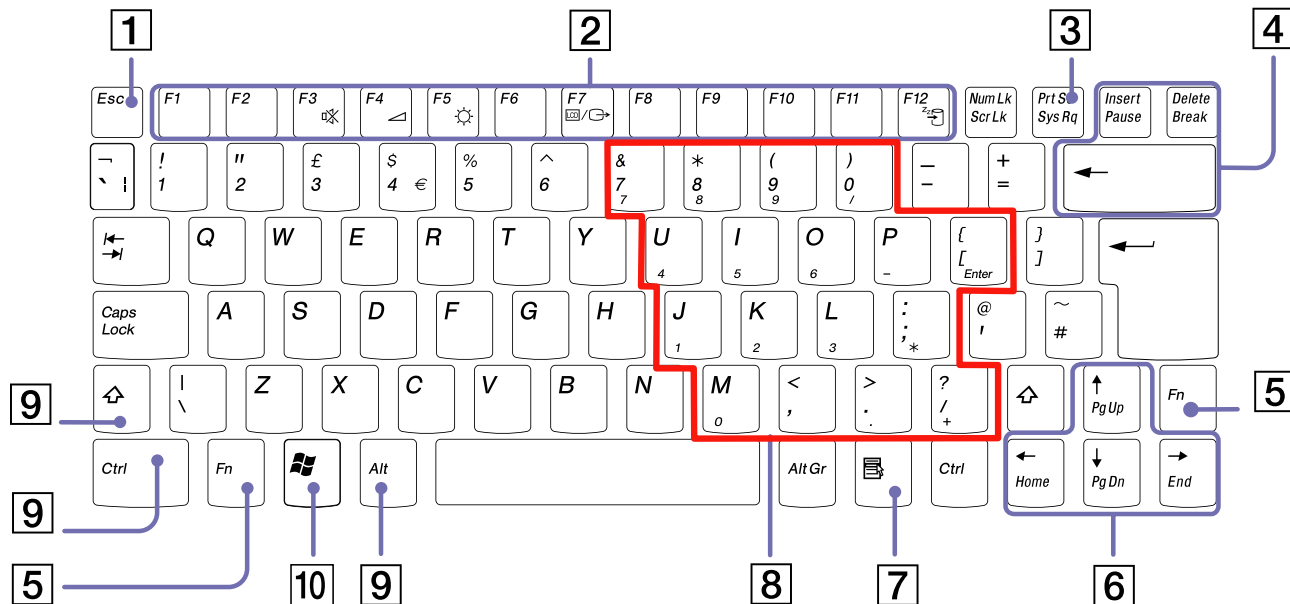 1 2 3 4
Esc F1 F2 F3 F4 F5 F6 F7 LCD / F8 F9 F10 F11 F12 zzz Num Lk Scr Lk Prt S Sys Rq Insert Pause Delete Break
¬ ` ¦ ! 1 " 2 £ 3 $ 4 € % 5 ^ 6 & 7 7 * 8 8 ( 9 9 ) 0 / _ - + =
Q W E R T Y U 4 I 5 O 6 P - { [ Enter } ]
Caps Lock A S D F G H J 1 K 2 L 3 : ; * @ ' ~ #
9 | \ Z X C V B N M 0 < , > . ? / + Pg Up Fn 5
Ctrl Fn Alt Alt Gr Ctrl Home Pg Dn End
9
5 10 9 8 7 6